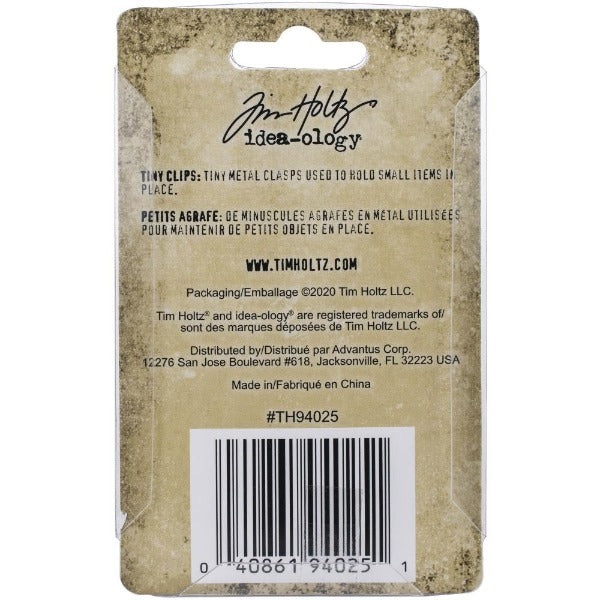 Tim Holtz
idea-ology®
TINY CLIPS: TINY METAL CLASPS USED TO HOLD SMALL ITEMS IN
PLACE.
PETITS AGRAFE: DE MINUSCULES AGRAFES EN METAL UTILISÉES
POUR MAINTENIR DE PETITS OBJETS EN PLACE.
WWW.TIMHOLTZ.COM
Packaging/Emballage ©2020 Tim Holtz LLC.
Tim Holtz® and idea-ology® are registered trademarks of/
sont des marques déposées de Tim Holtz LLC.
Distributed by/Distribué par Advantus Corp.
12276 San Jose Boulevard #618, Jacksonville, FL 32223 USA
Made in/Fabriqué en China
#TH94025
0 40861 94025 1